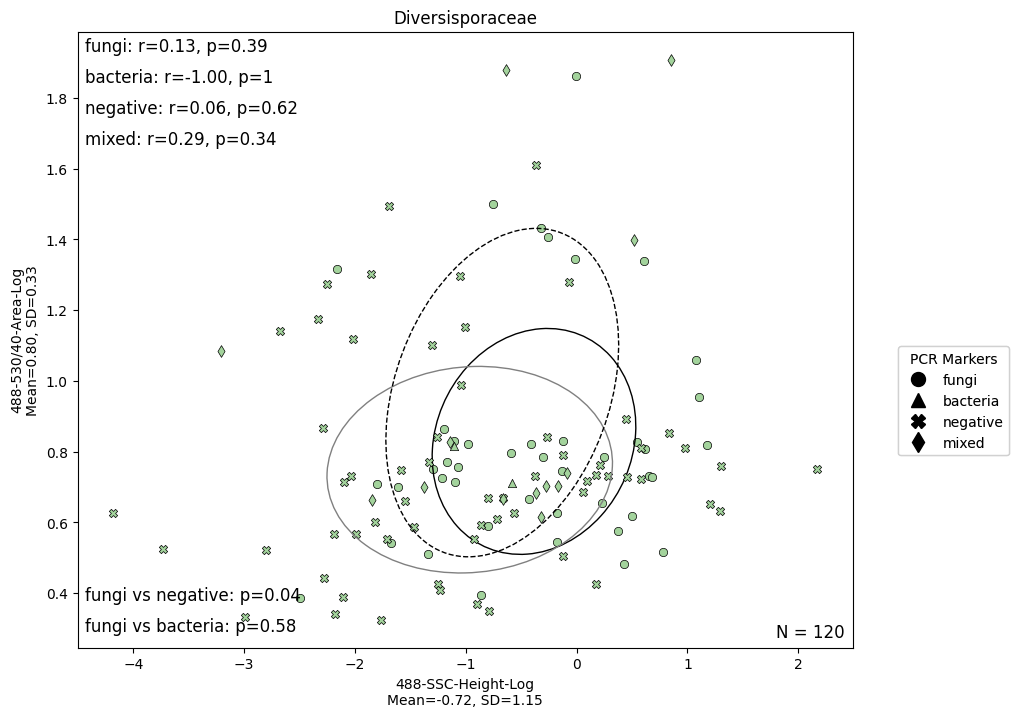 Diversisporaceae
fungi: r=0.13, p=0.39
bacteria: r=-1.00, p=1
negative: r=0.06, p=0.62
mixed: r=0.29, p=0.34
1.8
1.6
1.4
1.2
1.0
0.8
0.6
0.4
488-530/40-Area-Log
Mean=0.80, SD=0.33
PCR Markers
fungi
bacteria
negative
mixed
fungi vs negative: p=0.04
fungi vs bacteria: p=0.58
N = 120
−4 −3 −2 −1 0 1 2
488-SSC-Height-Log
Mean=-0.72, SD=1.15